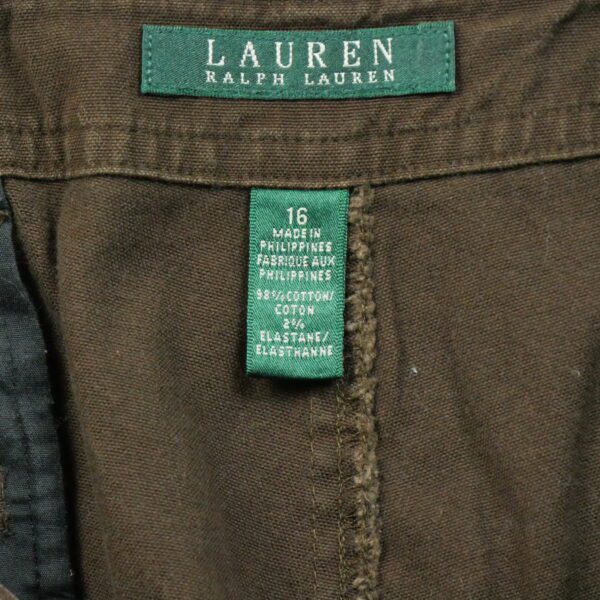 LAUREN
RALPH LAUREN
16
MADE IN
PHILIPPINES
FABRIQUE AUX
PHILIPPINES
98% COTTON/
COTON
2%
ELASTANE/
ELASTHANNE